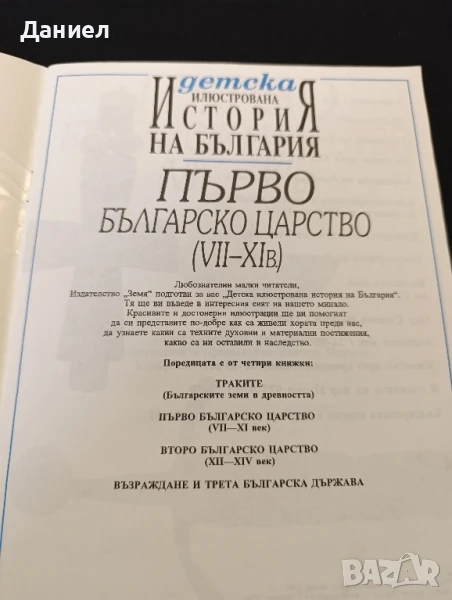 Даниел
детска
ИЛЮСТРОВАНА
ИСТОРИЯ
НА БЪЛГАРИЯ
ПЪРВО
БЪЛГАРСКО ЦАРСТВО
(VII–XIв.)
Любознателни малки читатели,
Издателство „Земя“ подготви за вас „Детска илюстрована история на България“.
Тя ще ви въведе в интересния свят на нашето минало.
Красивите и достоверни илюстрации ще ви помогнат
да си представите по-добре как са живели хората преди нас,
да узнаете какви са техните духовни и материални постижения,
какво са ни оставили в наследство.
Поредицата е от четири книжки:
ТРАКИТЕ
(Българските земи в древността)
ПЪРВО БЪЛГАРСКО ЦАРСТВО
(VII—XI век)
ВТОРО БЪЛГАРСКО ЦАРСТВО
(XII—XIV век)
ВЪЗРАЖДАНЕ И ТРЕТА БЪЛГАРСКА ДЪРЖАВА
BAZAR